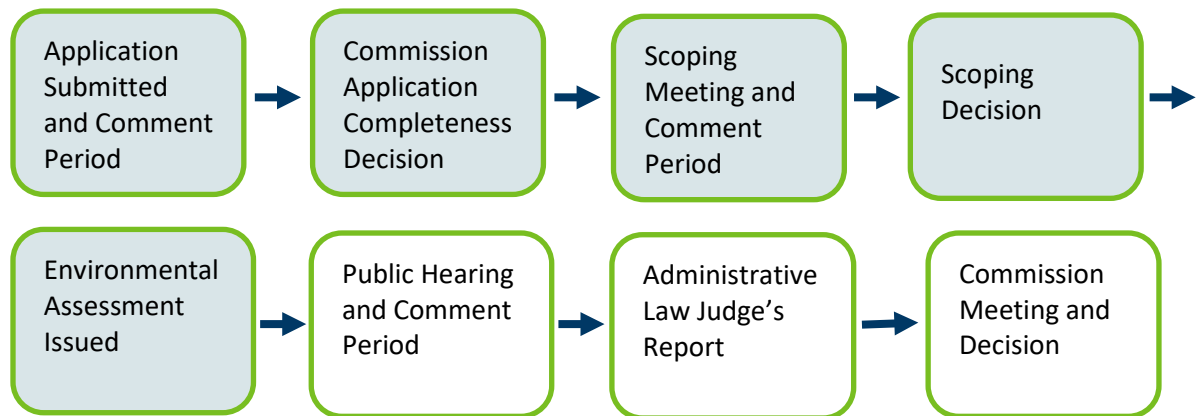 Application
Submitted
and Comment
Period
Commission
Application
Completeness
Decision
Scoping
Meeting and
Comment
Period
Scoping
Decision
Environmental
Assessment
Issued
Public Hearing
and Comment
Period
Administrative
Law Judge’s
Report
Commission
Meeting and
Decision